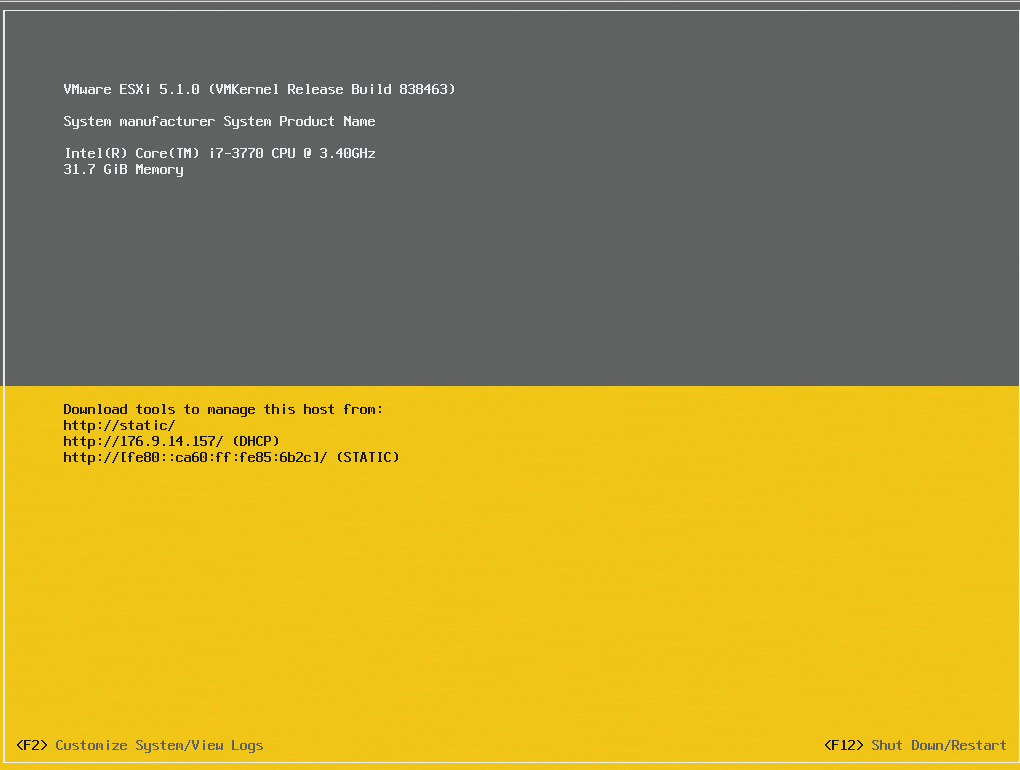 VMware ESXi 5.1.0 (VMKernel Release Build 838463)
System manufacturer System Product Name
Intel(R) Core(TM) i7-3770 CPU @ 3.40GHz
31.7 GiB Memory
Download tools to manage this host from:
http://static/
http://176.9.14.157/ (DHCP)
http://[fe80::ca60:ff:fe85:6b2c]/ (STATIC)
<F2> Customize System/View Logs
<F12> Shut Down/Restart